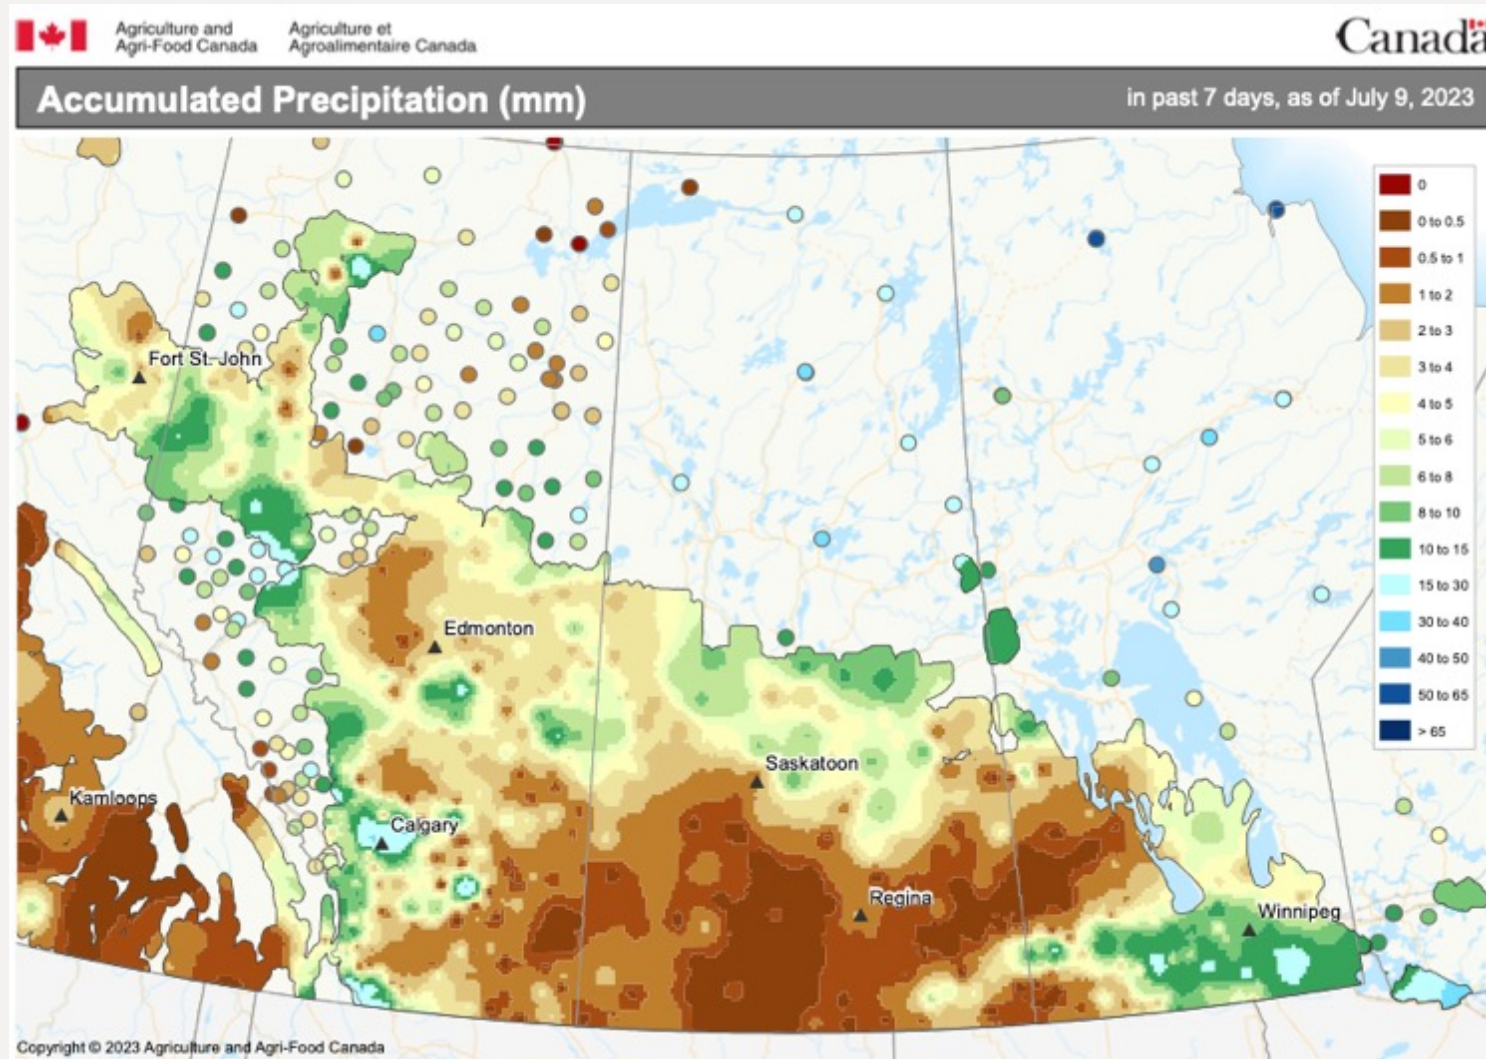 Agriculture and
Agri-Food Canada
Agriculture et
Agroalimentaire Canada
Canada
Accumulated Precipitation (mm)
in past 7 days, as of July 9, 2023
Fort St. John
Edmonton
Saskatoon
Kamloops
Calgary
Regina
Winnipeg
0
0 to 0.5
0.5 to 1
1 to 2
2 to 3
3 to 4
4 to 5
5 to 6
6 to 8
8 to 10
10 to 15
15 to 30
30 to 40
40 to 50
50 to 65
> 65
Copyright © 2023 Agriculture and Agri-Food Canada